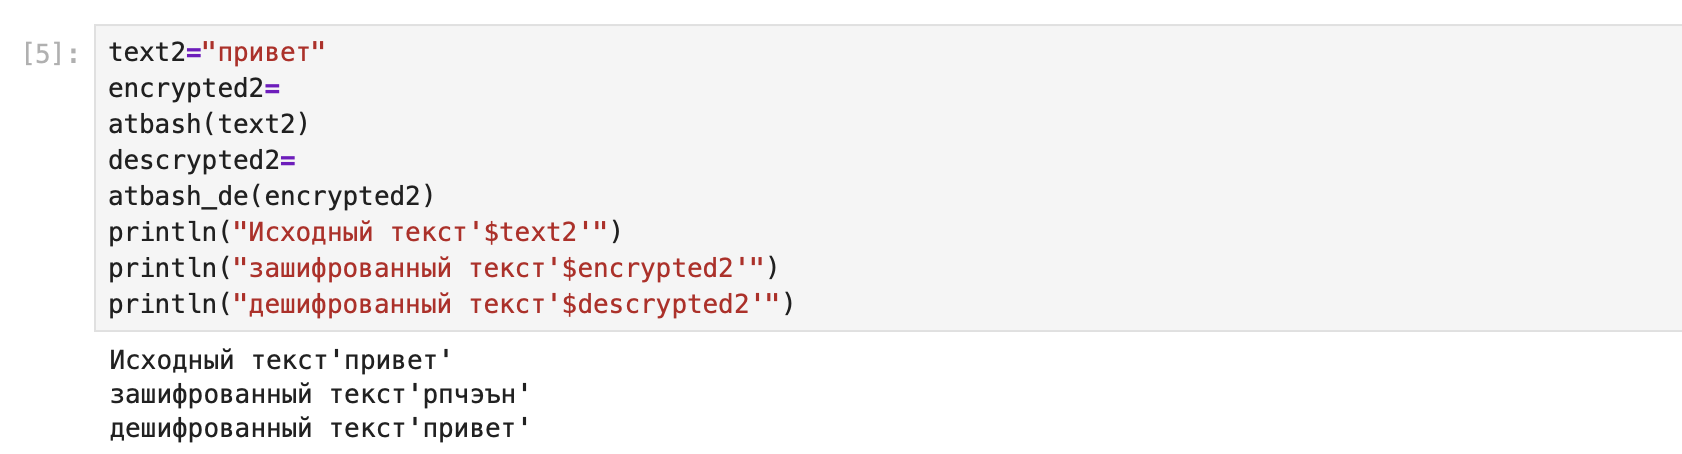 [5]:
text2="привет"
encrypted2=
atbash(text2)
descrypted2=
atbash_de(encrypted2)
println("Исходный текст'$text2'")
println("зашифрованный текст'$encrypted2'")
println("дешифрованный текст'$descrypted2'")
Исходный текст'привет'
зашифрованный текст'рпчэън'
дешифрованный текст'привет'